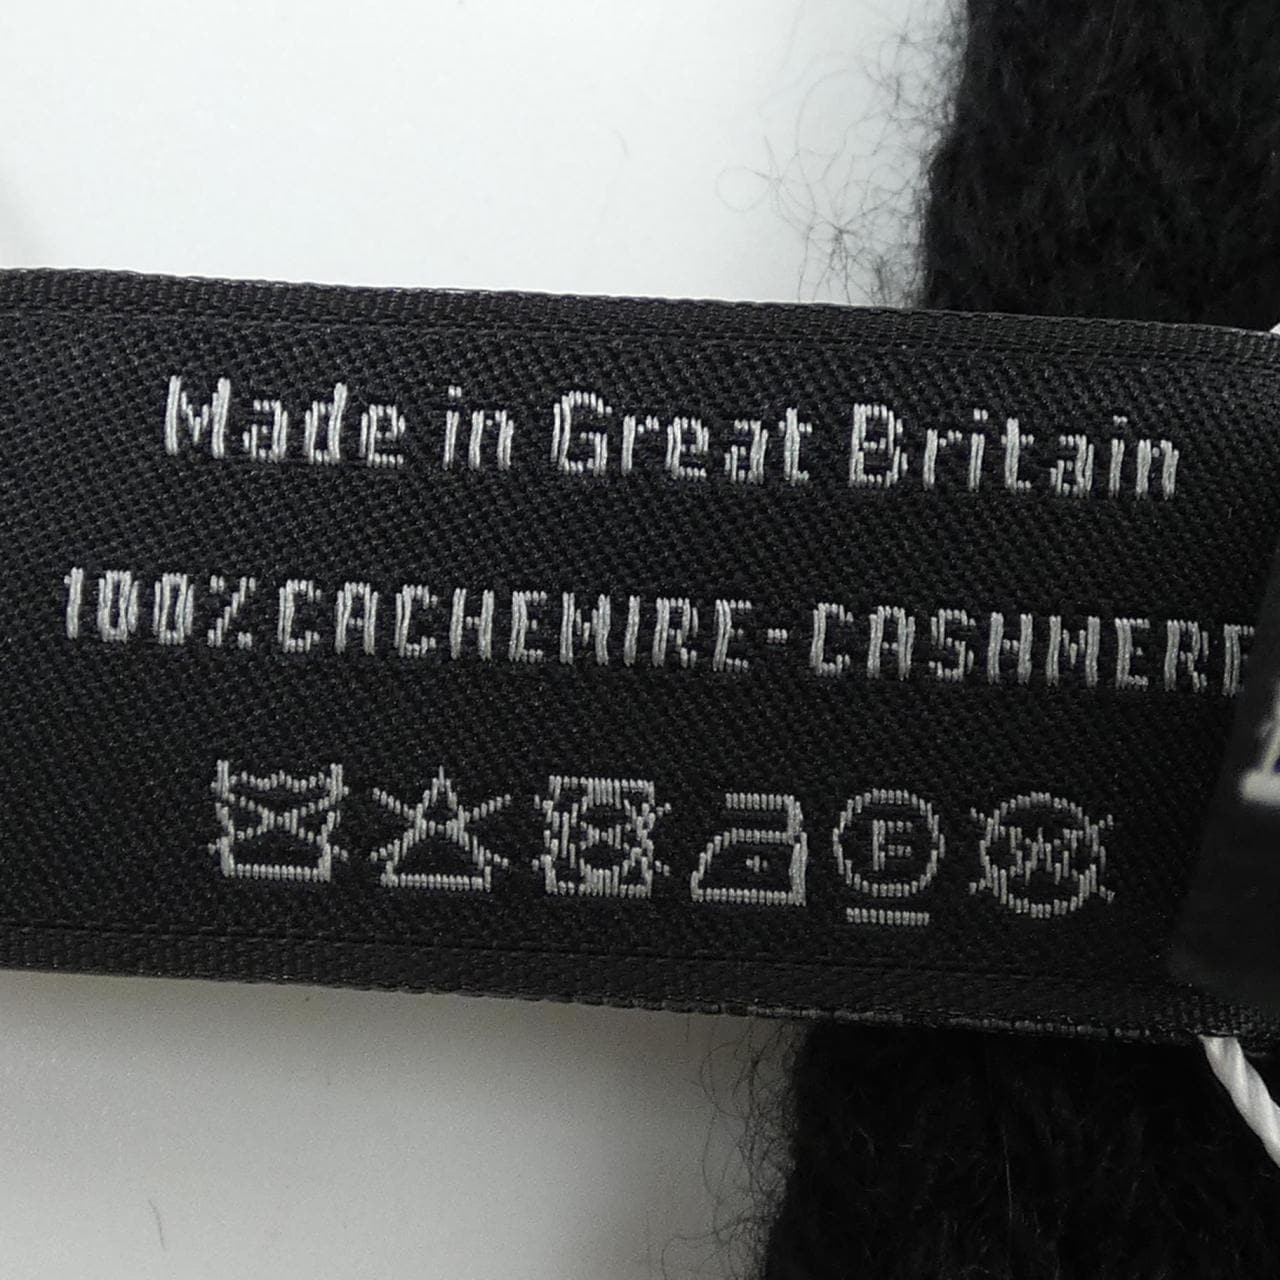 Made in Great Britain
100% CACHEMIRE - CASHMERE
F
W